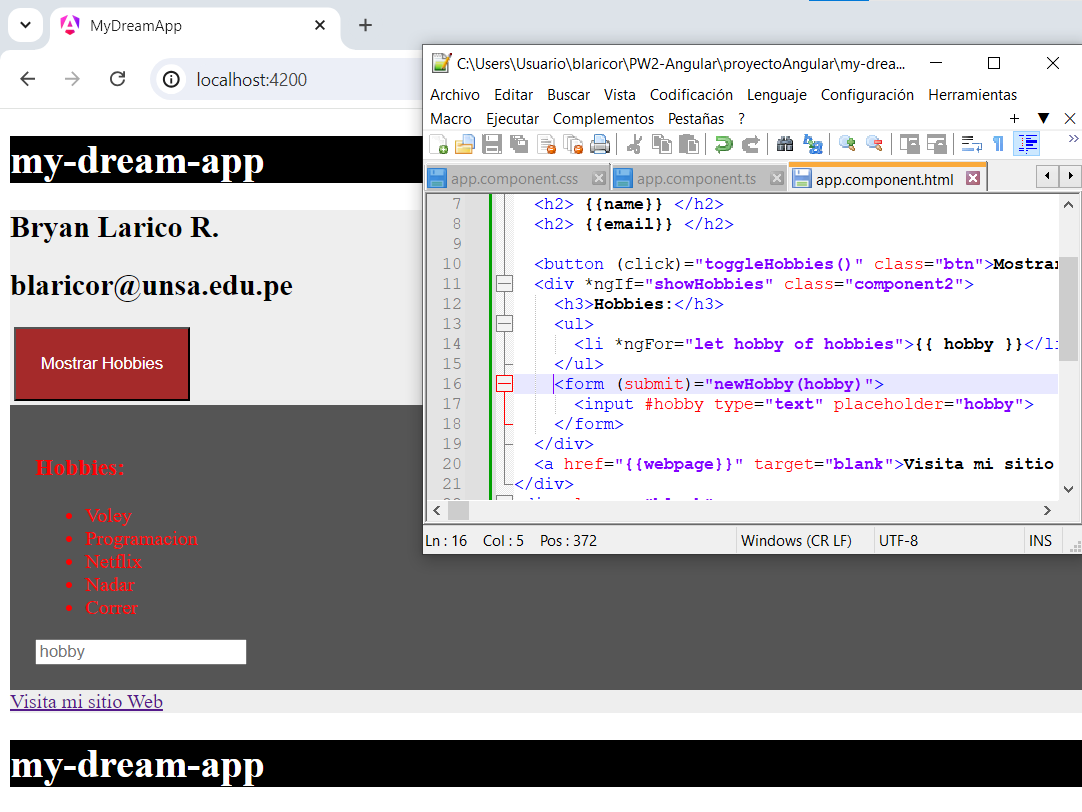 MyDreamApp
localhost:4200
my-dream-app
Bryan Larico R.
blaricor@unsa.edu.pe
Mostrar Hobbies
Hobbies:
Voley
Programacion
Netflix
Nadar
Correr
hobby
Visita mi sitio Web
my-dream-app
C:\Users\Usuario\blaricor\PW2-Angular\proyectoAngular\my-drea...
Archivo Editar Buscar Vista Codificación Lenguaje Configuración Herramientas
Macro Ejecutar Complementos Pestañas ?
app.component.css app.component.ts app.component.html
7 <h2> {{name}} </h2>
8 <h2> {{email}} </h2>
9
10 <button (click)="toggleHobbies()" class="btn">Mostrar
11 <div *ngIf="showHobbies" class="component2">
12 <h3>Hobbies:</h3>
13 <ul>
14 <li *ngFor="let hobby of hobbies">{{ hobby }}</li
15 </ul>
16 <form (submit)="newHobby(hobby)">
17 <input #hobby type="text" placeholder="hobby">
18 </form>
19 </div>
20 <a href="{{webpage}}" target="blank">Visita mi sitio
21 </div>
Ln : 16 Col : 5 Pos : 372 Windows (CR LF) UTF-8 INS